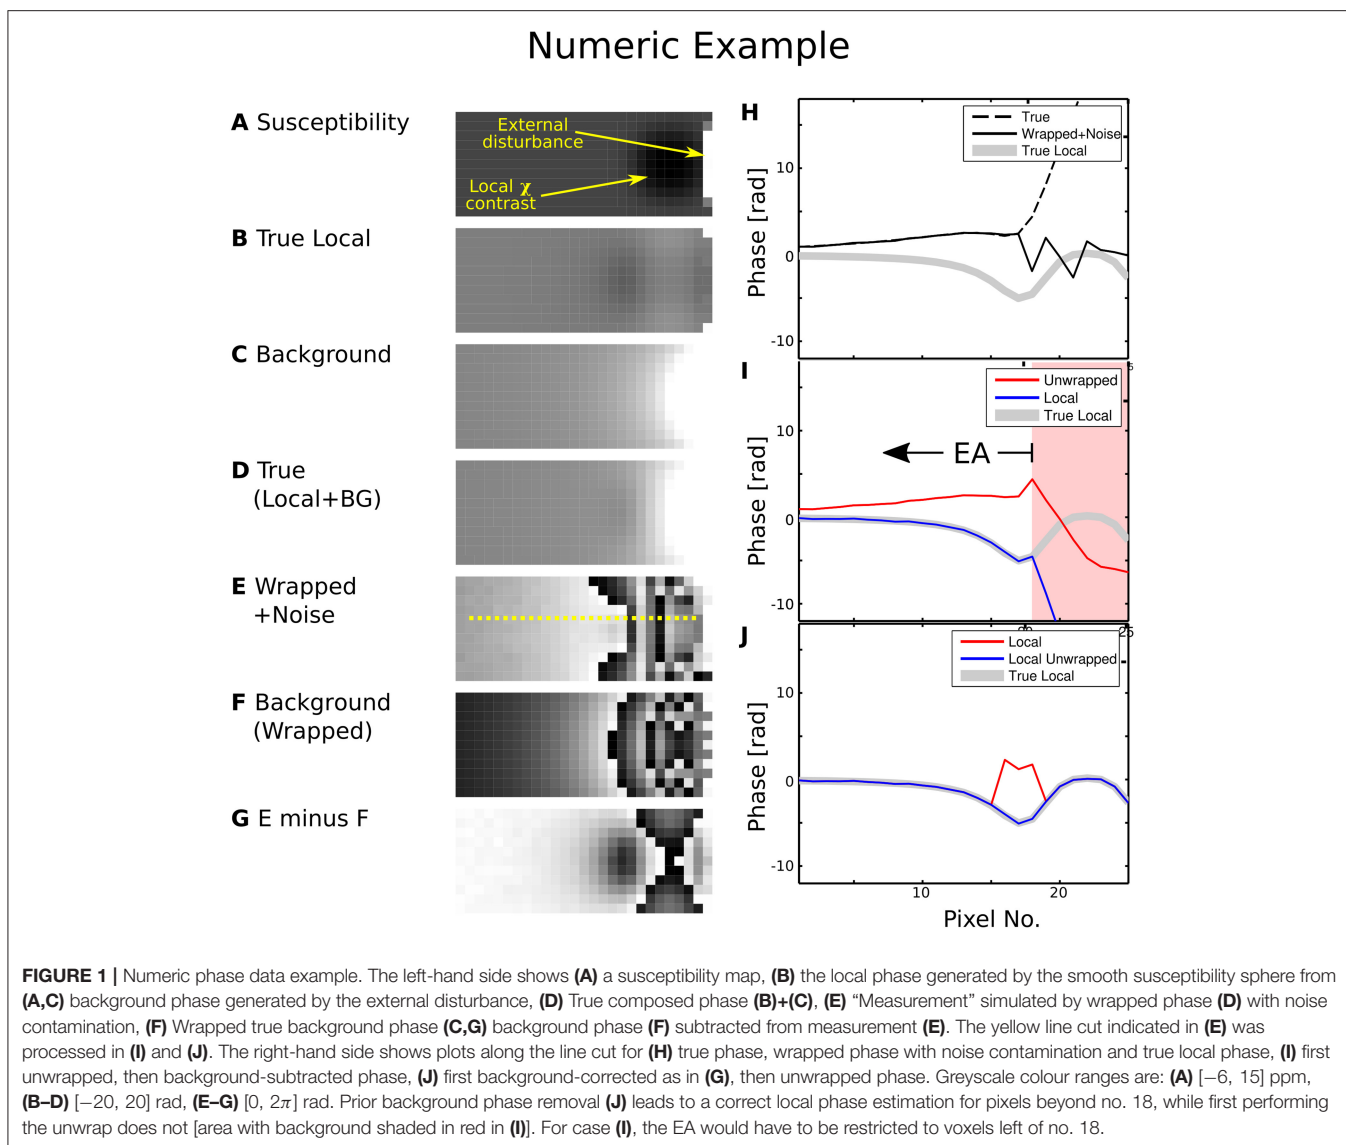 Numeric Example
A Susceptibility
External
disturbance
Local χ
contrast
B True Local
C Background
D True
(Local+BG)
E Wrapped
+Noise
F Background
(Wrapped)
G E minus F
H
True
Wrapped+Noise
True Local
10
0
-10
Phase [rad]
I
Unwrapped
Local
True Local
EA
10
0
-10
Phase [rad]
J
25
Local
Local Unwrapped
True Local
10
0
-10
Phase [rad]
10
20
Pixel No.
FIGURE 1 | Numeric phase data example. The left-hand side shows (A) a susceptibility map, (B) the local phase generated by the smooth susceptibility sphere from
(A,C) background phase generated by the external disturbance, (D) True composed phase (B)+(C), (E) “Measurement” simulated by wrapped phase (D) with noise
contamination, (F) Wrapped true background phase (C,G) background phase (F) subtracted from measurement (E). The yellow line cut indicated in (E) was
processed in (I) and (J). The right-hand side shows plots along the line cut for (H) true phase, wrapped phase with noise contamination and true local phase, (I) first
unwrapped, then background-subtracted phase, (J) first background-corrected as in (G), then unwrapped phase. Greyscale colour ranges are: (A) [−6, 15] ppm,
(B–D) [−20, 20] rad, (E–G) [0, 2π] rad. Prior background phase removal (J) leads to a correct local phase estimation for pixels beyond no. 18, while first performing
the unwrap does not [area with background shaded in red in (I)]. For case (I), the EA would have to be restricted to voxels left of no. 18.